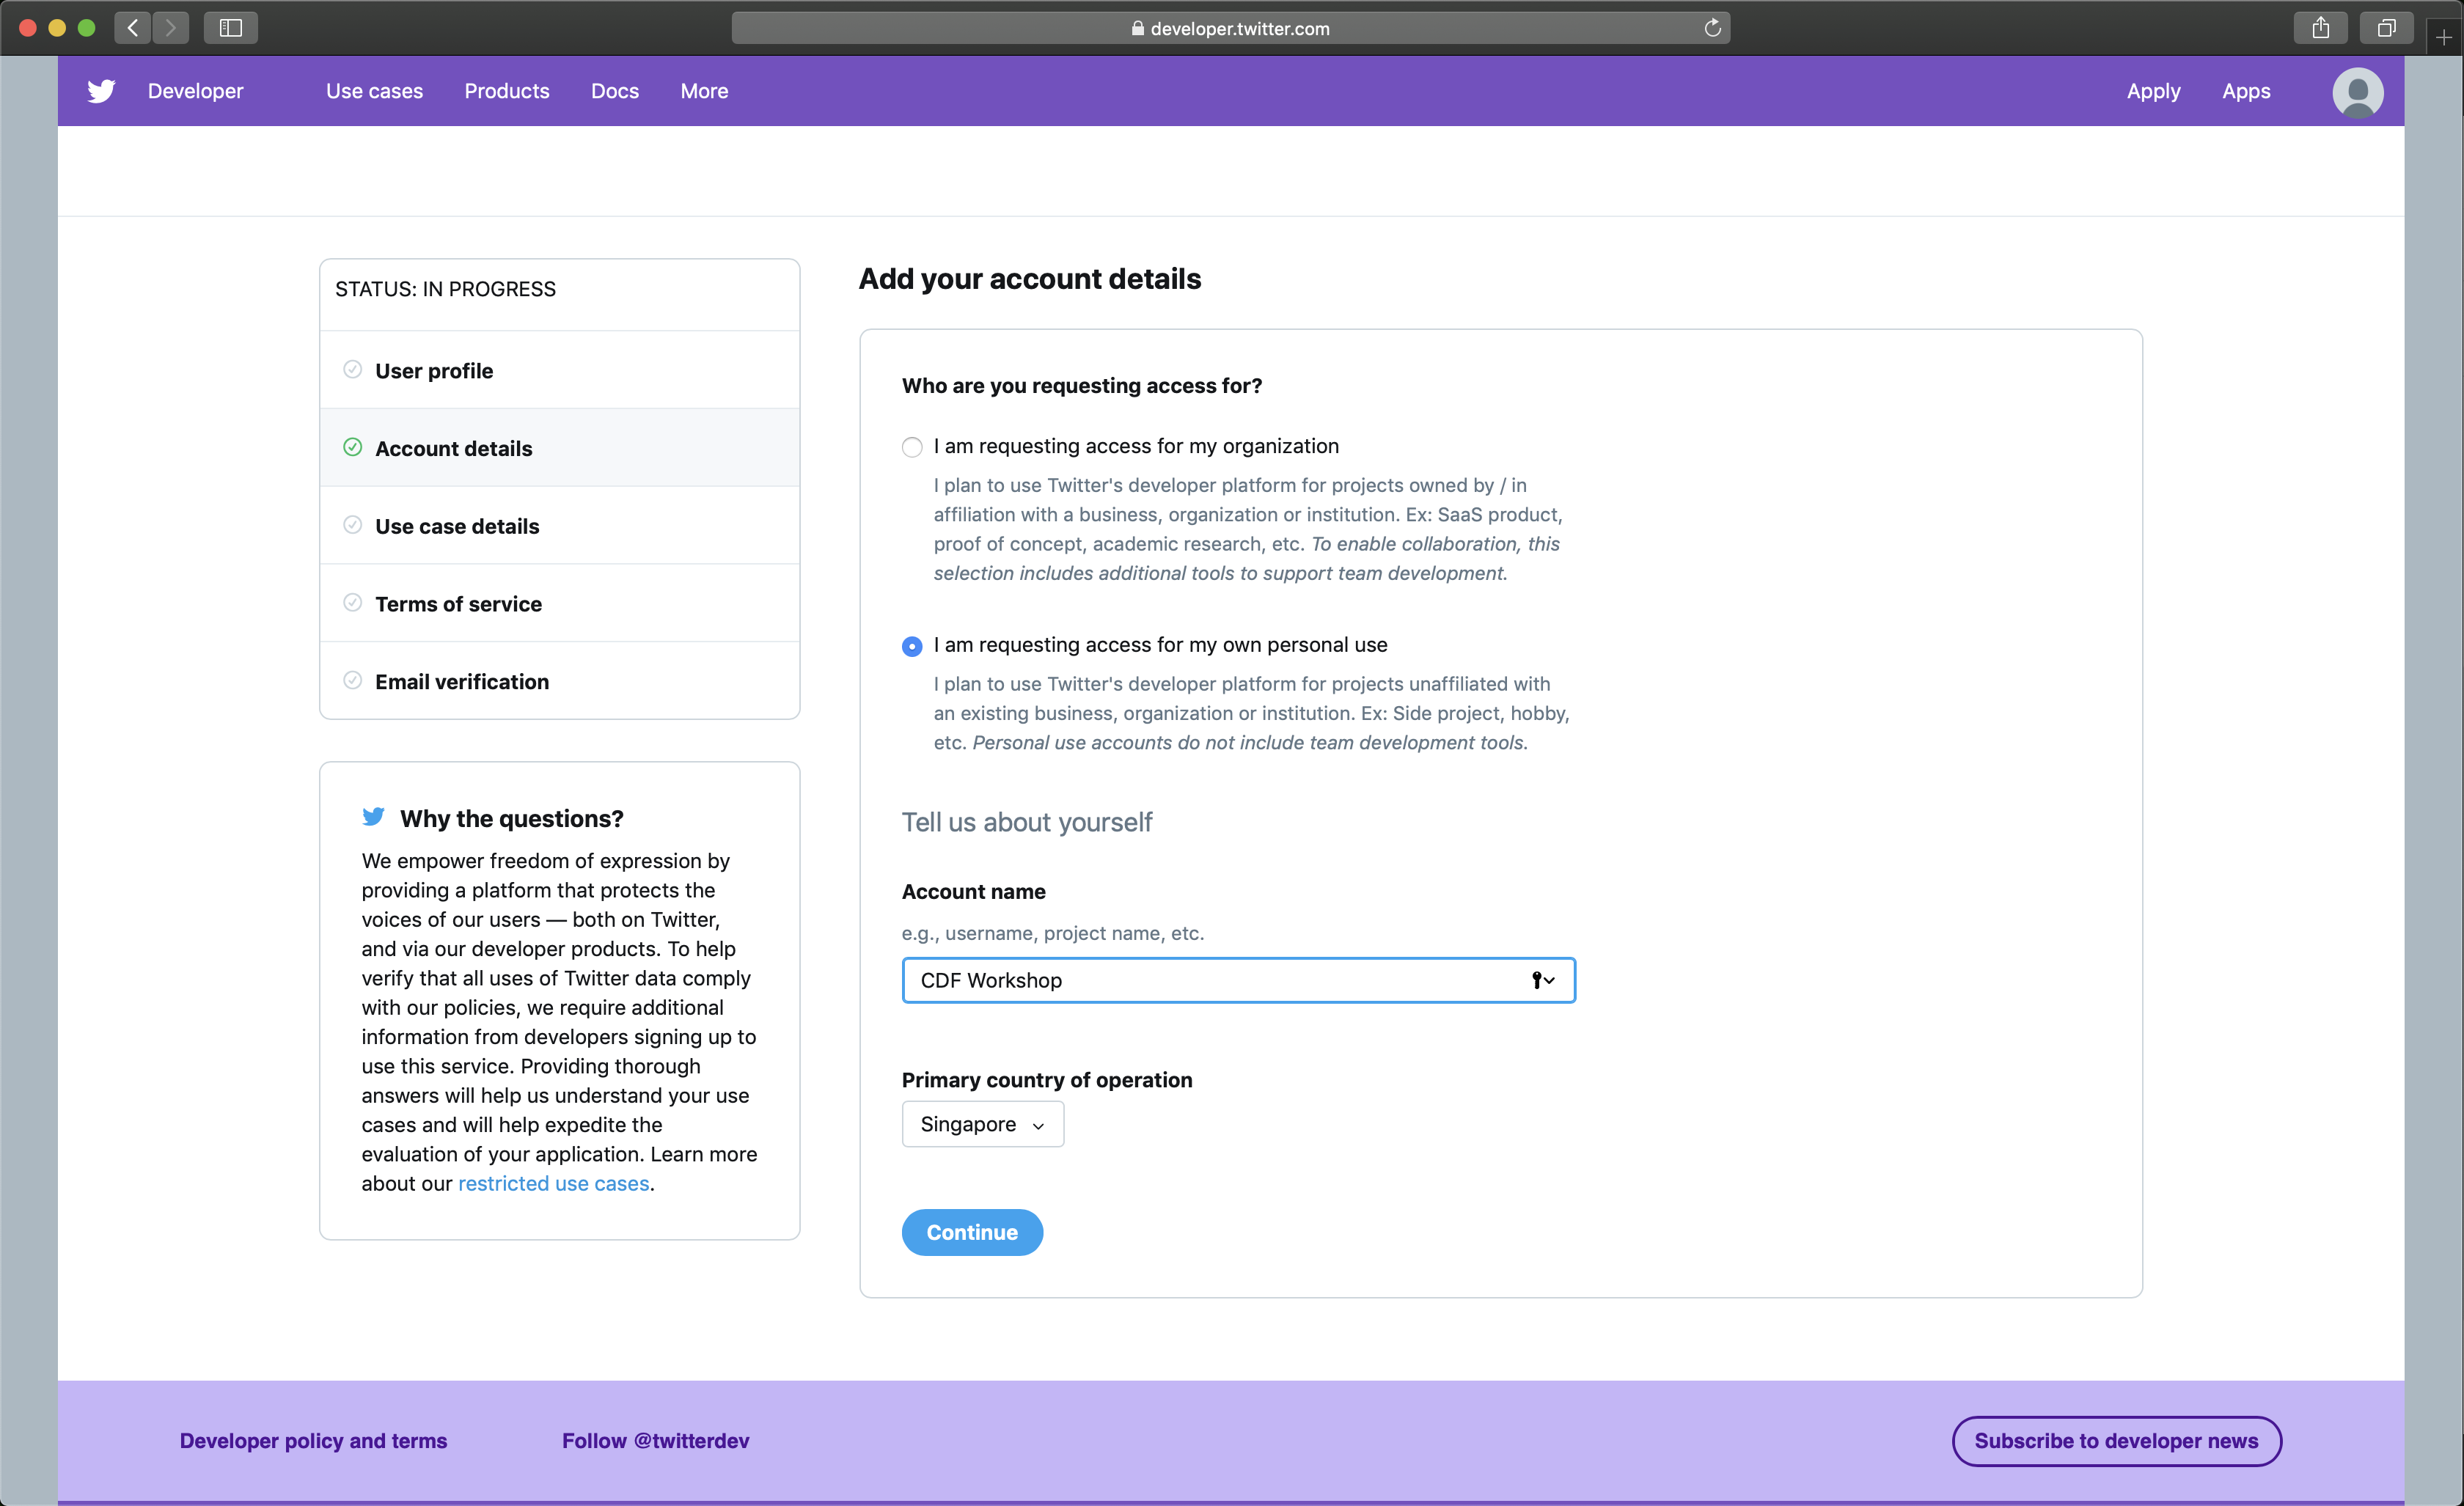 developer.twitter.com
Developer
Use cases
Products
Docs
More
Apply
Apps
STATUS: IN PROGRESS
User profile
Account details
Use case details
Terms of service
Email verification
Why the questions?
We empower freedom of expression by
providing a platform that protects the
voices of our users — both on Twitter,
and via our developer products. To help
verify that all uses of Twitter data comply
with our policies, we require additional
information from developers signing up to
use this service. Providing thorough
answers will help us understand your use
cases and will help expedite the
evaluation of your application. Learn more
about our restricted use cases.
Add your account details
Who are you requesting access for?
I am requesting access for my organization
I plan to use Twitter's developer platform for projects owned by / in
affiliation with a business, organization or institution. Ex: SaaS product,
proof of concept, academic research, etc. To enable collaboration, this
selection includes additional tools to support team development.
I am requesting access for my own personal use
I plan to use Twitter's developer platform for projects unaffiliated with
an existing business, organization or institution. Ex: Side project, hobby,
etc. Personal use accounts do not include team development tools.
Tell us about yourself
Account name
e.g., username, project name, etc.
CDF Workshop
Primary country of operation
Singapore
Continue
Developer policy and terms
Follow @twitterdev
Subscribe to developer news